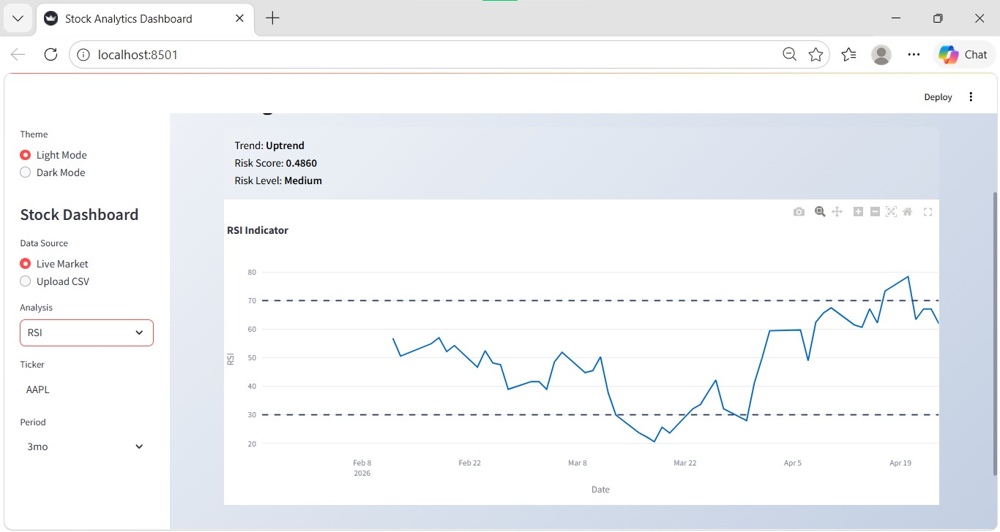 Stock Analytics Dashboard
localhost:8501
Chat
Deploy
Theme
Light Mode
Dark Mode
Stock Dashboard
Data Source
Live Market
Upload CSV
Analysis
RSI
Ticker
AAPL
Period
3mo
Trend: Uptrend
Risk Score: 0.4860
Risk Level: Medium
RSI Indicator
80
70
60
50
40
30
20
RSI
Feb 8
2026
Feb 22
Mar 8
Mar 22
Apr 5
Apr 19
Date